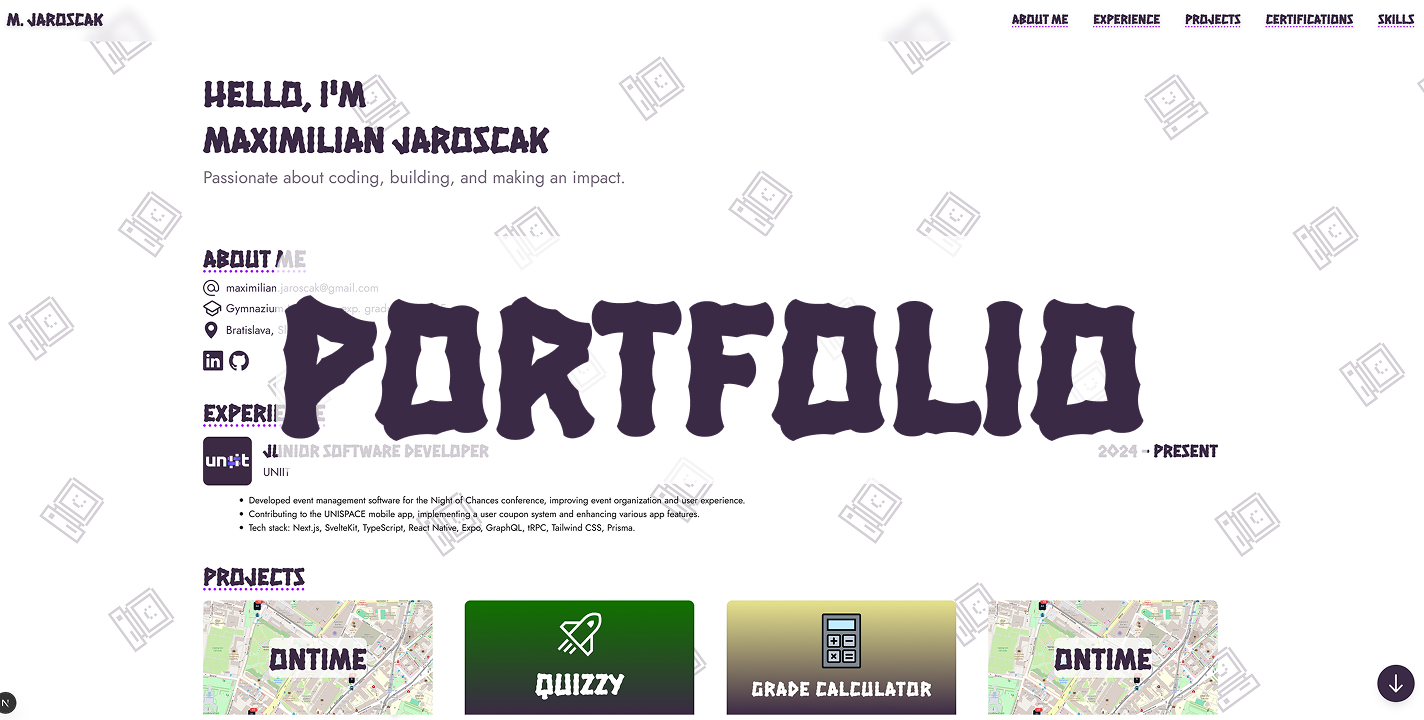 M. JAROSCAK
ABOUT ME EXPERIENCE PROJECTS CERTIFICATIONS SKILLS
HELLO, I'M
MAXIMILIAN JAROSCAK
Passionate about coding, building, and making an impact.
ABOUT ME
maximilian.jaroscak@gmail.com
Gymnazium exp. grad
Bratislava,
in
PORTFOLIO
EXPERIENCE
unit
JUNIOR SOFTWARE DEVELOPER 2024 - PRESENT
UNIIT
• Developed event management software for the Night of Chances conference, improving event organization and user experience.
• Contributing to the UNISPACE mobile app, implementing a user coupon system and enhancing various app features.
• Tech stack: Next.js, SvelteKit, TypeScript, React Native, Expo, GraphQL, tRPC, Tailwind CSS, Prisma.
PROJECTS
ONTIME
QUIZZY
GRADE CALCULATOR
ONTIME
N